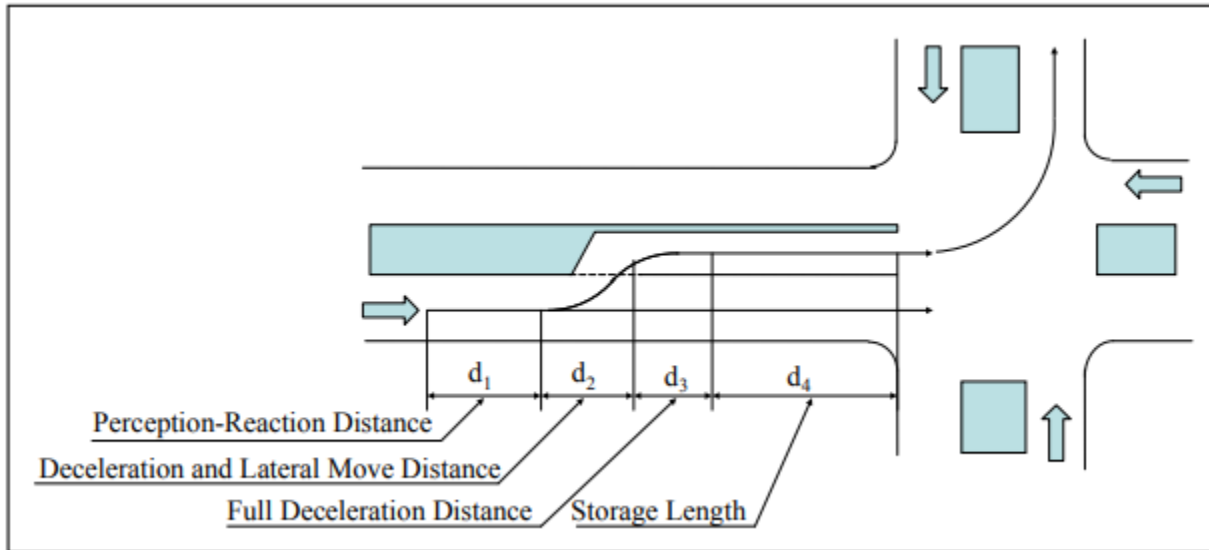 d₁ d₂ d₃ d₄
Perception-Reaction Distance
Deceleration and Lateral Move Distance
Full Deceleration Distance Storage Length